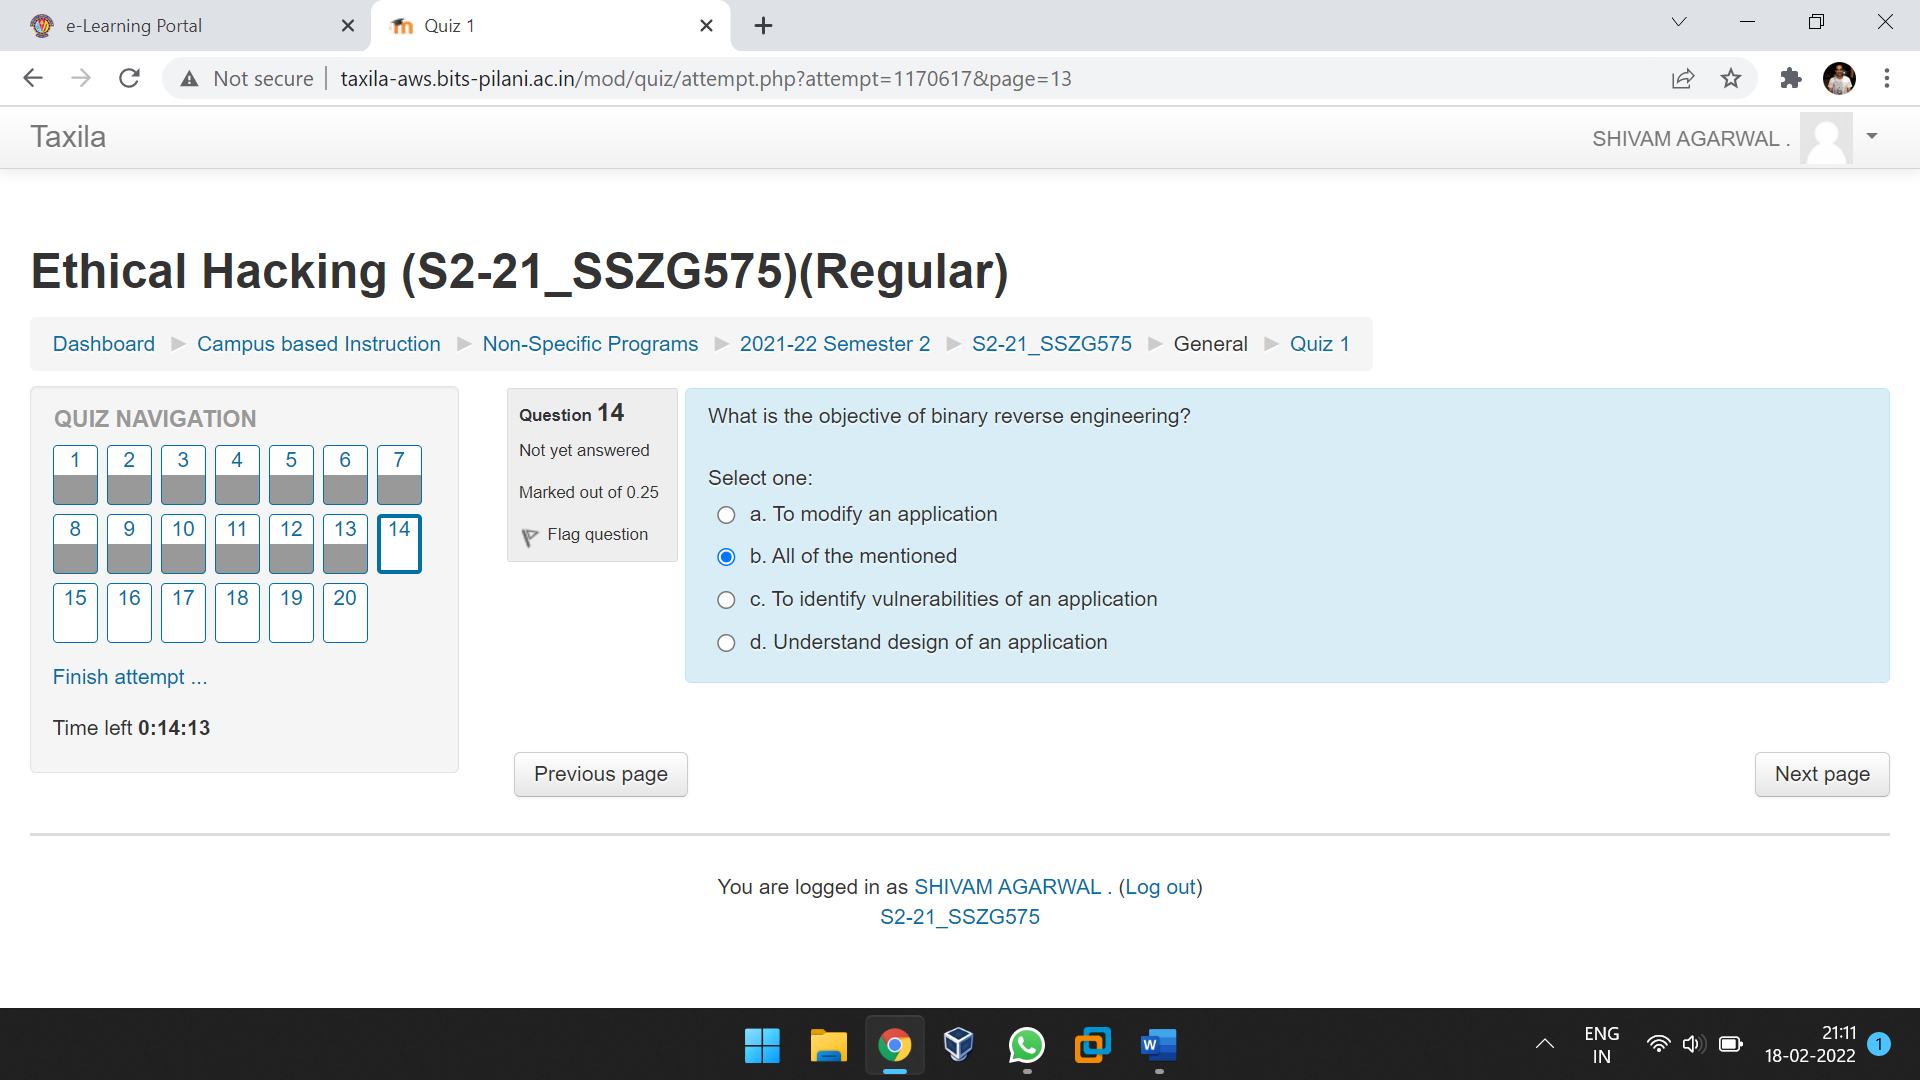 e-Learning Portal
Quiz 1
Not secure
taxila-aws.bits-pilani.ac.in/mod/quiz/attempt.php?attempt=1170617&page=13
Taxila
SHIVAM AGARWAL .
Ethical Hacking (S2-21_SSZG575)(Regular)
Dashboard ► Campus based Instruction ► Non-Specific Programs ► 2021-22 Semester 2 ► S2-21_SSZG575 ► General ► Quiz 1
QUIZ NAVIGATION
1 2 3 4 5 6 7
8 9 10 11 12 13 14
15 16 17 18 19 20
Finish attempt ...
Time left 0:14:13
Question 14
Not yet answered
Marked out of 0.25
Flag question
What is the objective of binary reverse engineering?
Select one:
a. To modify an application
b. All of the mentioned
c. To identify vulnerabilities of an application
d. Understand design of an application
Previous page
Next page
You are logged in as SHIVAM AGARWAL . (Log out)
S2-21_SSZG575
W
ENG
IN
21:11
18-02-2022
1